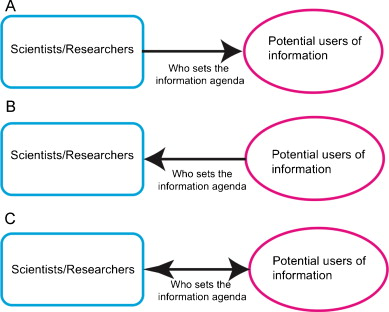 A
Scientists/Researchers
Potential users of
information
Who sets the
information agenda
B
Scientists/Researchers
Potential users of
information
Who sets the
information agenda
C
Scientists/Researchers
Potential users of
information
Who sets the
information agenda